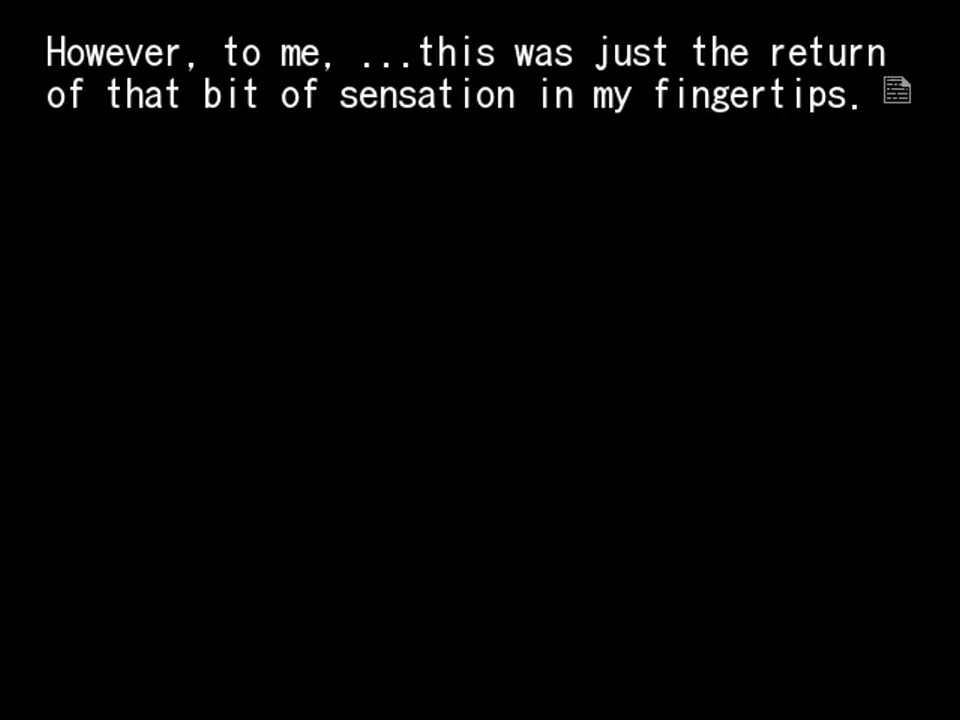 However, to me, ...this was just the return
of that bit of sensation in my fingertips.